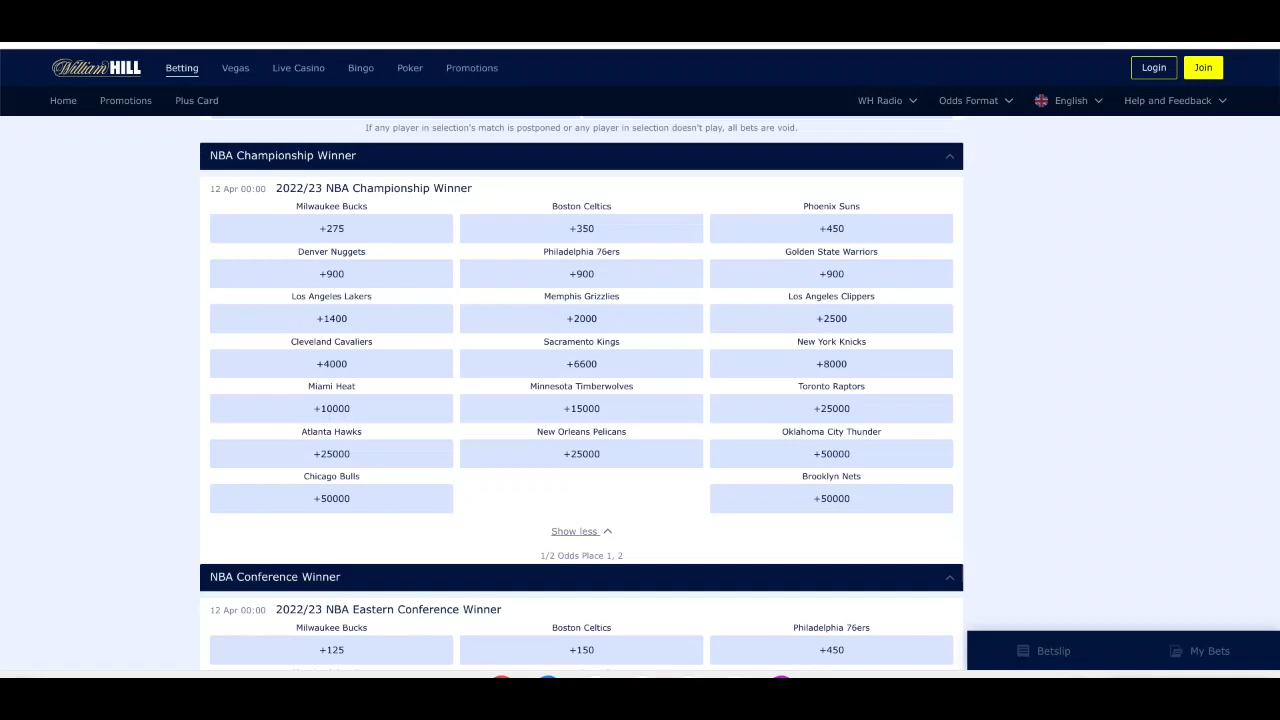 William HILL Betting Vegas Live Casino Bingo Poker Promotions Login Join
Home Promotions Plus Card WH Radio Odds Format English Help and Feedback
If any player in selection's match is postponed or any player in selection doesn't play, all bets are void.
NBA Championship Winner
12 Apr 00:00 2022/23 NBA Championship Winner
Milwaukee Bucks Boston Celtics Phoenix Suns
+275 +350 +450
Denver Nuggets Philadelphia 76ers Golden State Warriors
+900 +900 +900
Los Angeles Lakers Memphis Grizzlies Los Angeles Clippers
+1400 +2000 +2500
Cleveland Cavaliers Sacramento Kings New York Knicks
+4000 +6600 +8000
Miami Heat Minnesota Timberwolves Toronto Raptors
+10000 +15000 +25000
Atlanta Hawks New Orleans Pelicans Oklahoma City Thunder
+25000 +25000 +50000
Chicago Bulls Brooklyn Nets
+50000 +50000
Show less
1/2 Odds Place 1, 2
NBA Conference Winner
12 Apr 00:00 2022/23 NBA Eastern Conference Winner
Milwaukee Bucks Boston Celtics Philadelphia 76ers
+125 +150 +450
Betslip My Bets